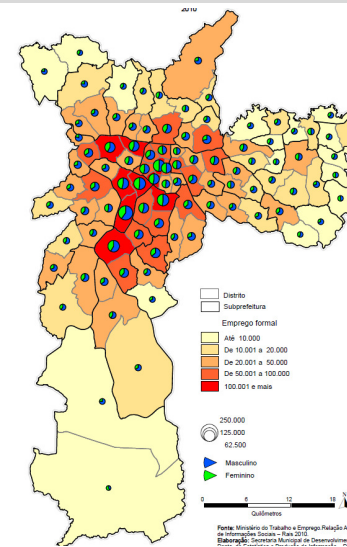 2010
Distrito
Subprefeitura
Emprego formal
Até 10.000
De 10.001 a 20.000
De 20.001 a 50.000
De 50.001 a 100.000
100.001 e mais
250.000
125.000
62.500
Masculino
Feminino
0 6 12 18
N
Quilômetros
Fonte: Ministério do Trabalho e Emprego.Relação A
de Informações Sociais – Rais 2010.
Elaboração: Secretaria Municipal de Desenvolvime